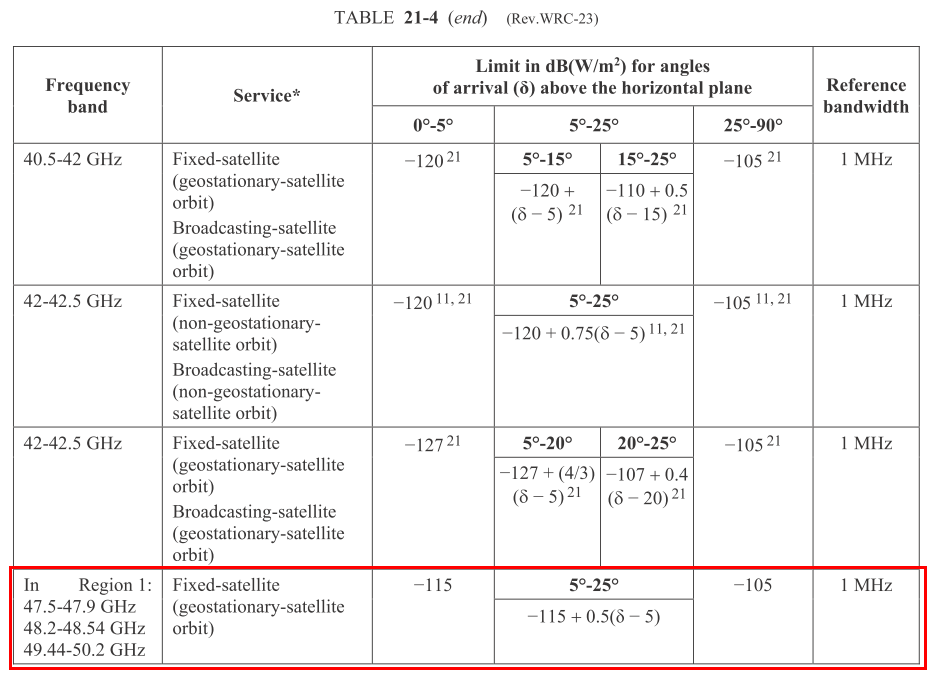 TABLE 21-4 (end) (Rev.WRC-23)
Frequency band
Service*
Limit in dB(W/m²) for angles
of arrival (δ) above the horizontal plane
Reference bandwidth
0°-5°
5°-25°
25°-90°
40.5-42 GHz
Fixed-satellite
(geostationary-satellite
orbit)
Broadcasting-satellite
(geostationary-satellite
orbit)
−120 21
5°-15°
−120 +
(δ − 5) 21
15°-25°
−110 + 0.5
(δ − 15) 21
−105 21
1 MHz
42-42.5 GHz
Fixed-satellite
(non-geostationary-
satellite orbit)
Broadcasting-satellite
(non-geostationary-
satellite orbit)
−120 11, 21
5°-25°
−120 + 0.75(δ − 5) 11, 21
−105 11, 21
1 MHz
42-42.5 GHz
Fixed-satellite
(geostationary-satellite
orbit)
Broadcasting-satellite
(geostationary-satellite
orbit)
−127 21
5°-20°
−127 + (4/3)
(δ − 5) 21
20°-25°
−107 + 0.4
(δ − 20) 21
−105 21
1 MHz
In Region 1:
47.5-47.9 GHz
48.2-48.54 GHz
49.44-50.2 GHz
Fixed-satellite
(geostationary-satellite
orbit)
−115
5°-25°
−115 + 0.5(δ − 5)
−105
1 MHz